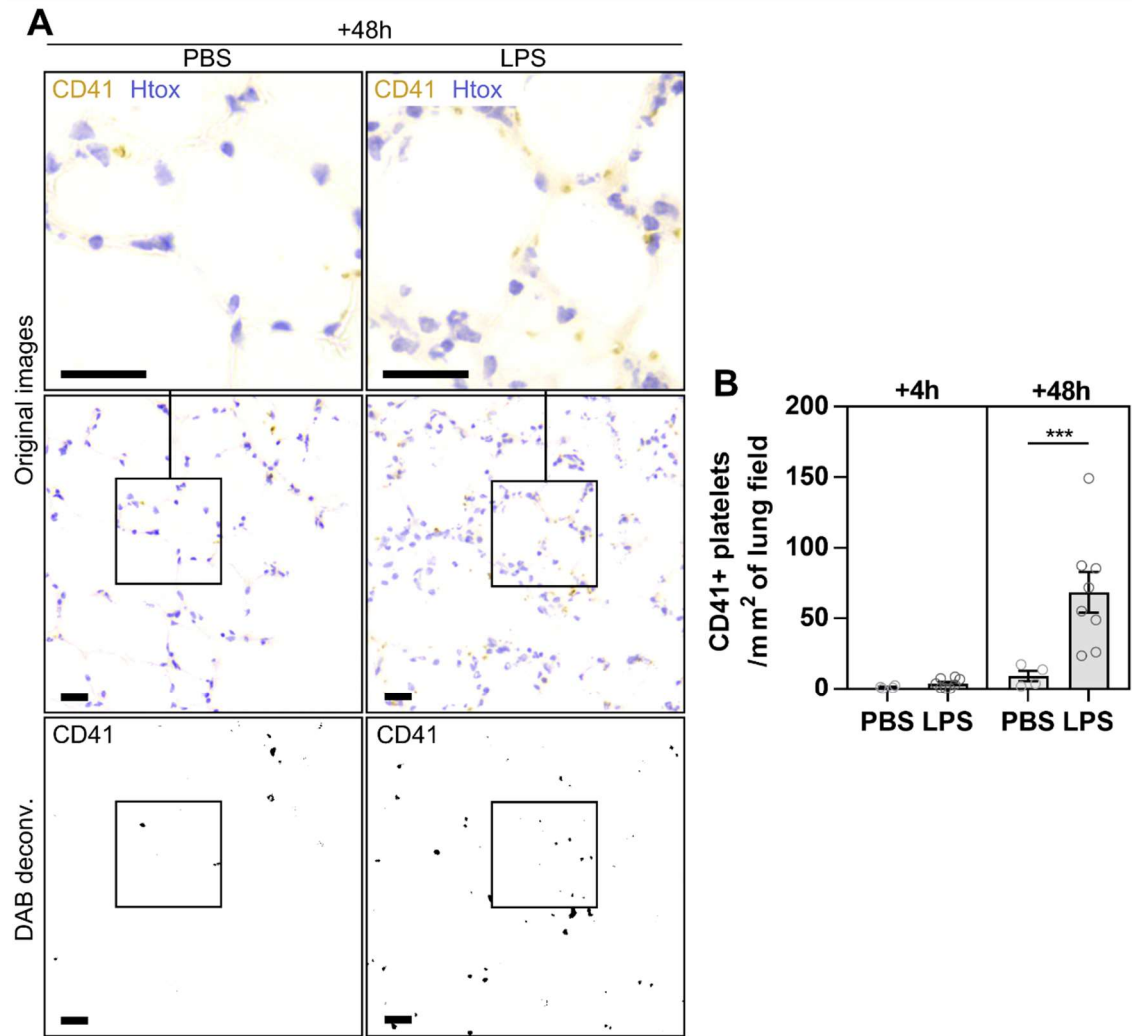 A
+48h
PBS LPS
CD41 Htox
CD41 Htox
Original images
CD41
CD41
DAB deconv.
B
+4h +48h
***
CD41+ platelets
/mm² of lung field
200
150
100
50
0
PBS LPS PBS LPS